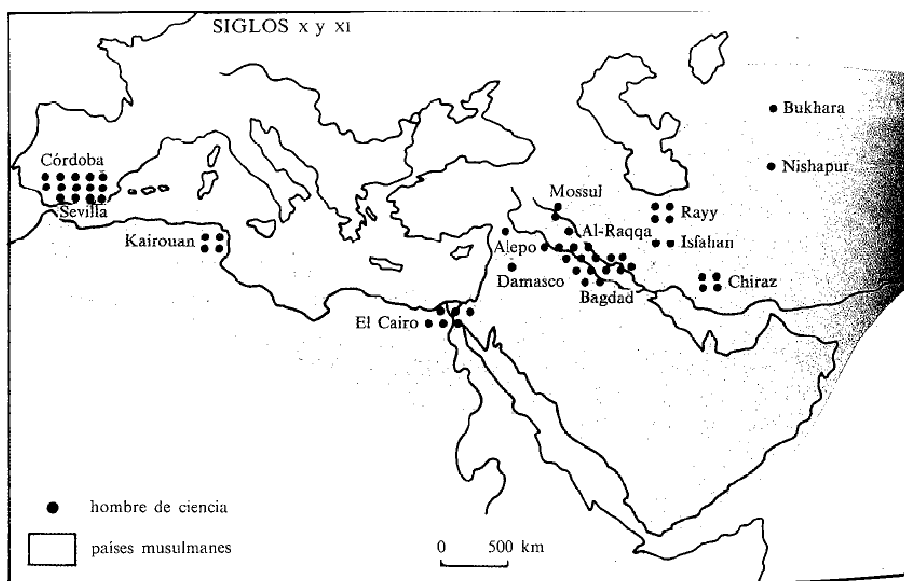 SIGLOS X y XI
Bukhara
Córdoba
Nishapur
Mossul
Sevilla
Rayy
Kairouan
Al-Raqqa
Isfahan
Alepo
Damasco
Chiraz
Bagdad
El Cairo
hombre de ciencia
países musulmanes
0 500 km